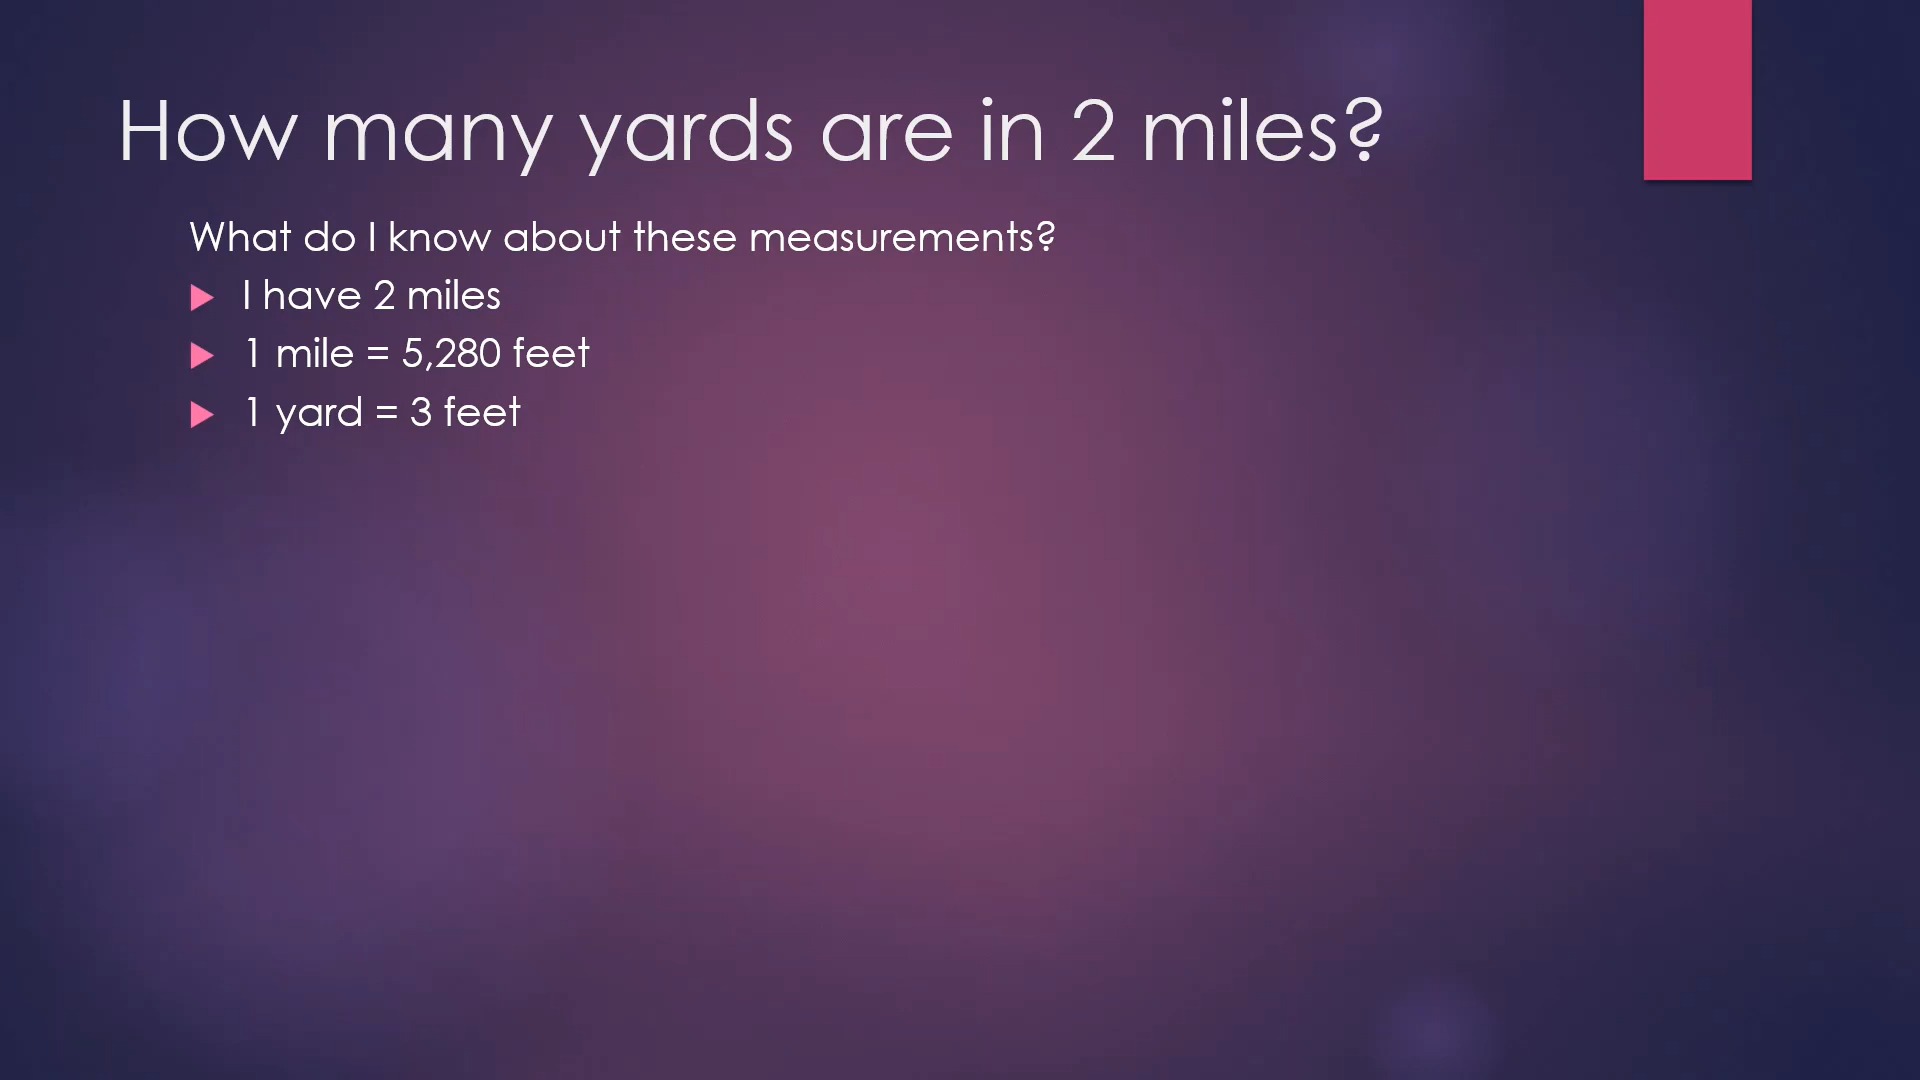 How many yards are in 2 miles?
What do I know about these measurements?
I have 2 miles
1 mile = 5,280 feet
1 yard = 3 feet